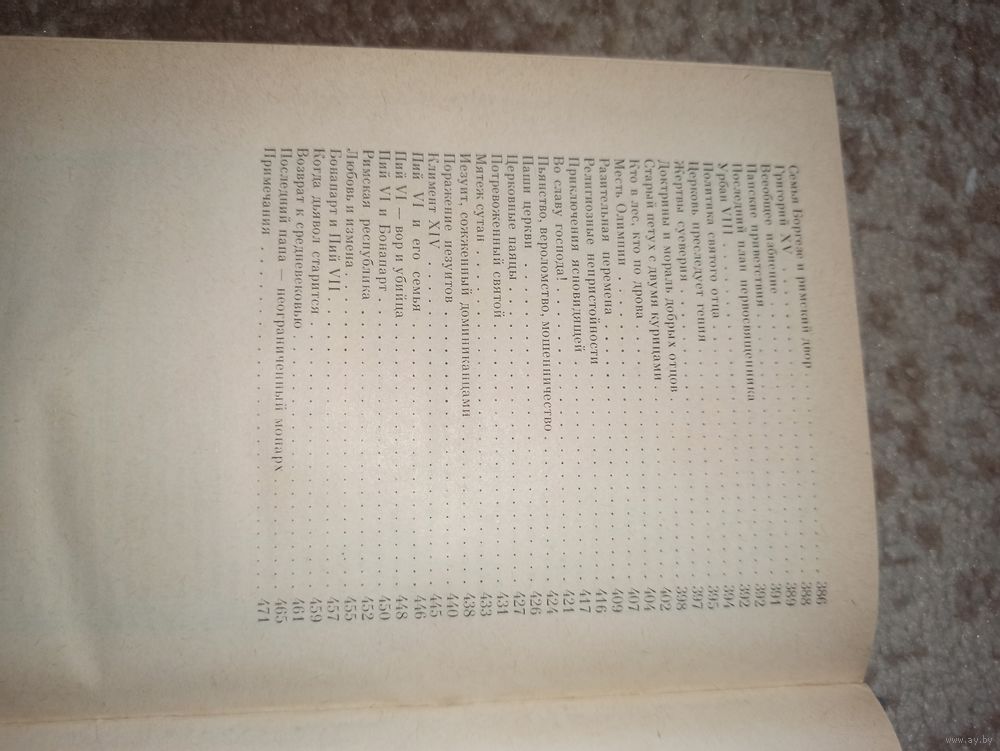 Семья Боргезе и римский двор . . . 386
Григорий XV . . . 388
Всеобщее избиение . . . 389
Папские приветствия . . . 391
Последний план первосвященника . . . 392
Урбан VIII . . . 392
Политика святого отца . . . 394
Церковь преследует гения . . . 395
Жертвы суеверия . . . 397
Доктрины и мораль добрых отцов . . . 398
Старый петух с двумя курицами . . . 402
Кто в лес, кто по дрова . . . 404
Месть Олимпии . . . 407
Разительная перемена . . . 409
Религиозные непристойности . . . 416
Приключения ясновидящей . . . 417
Во славу господа! . . . 421
Пьянство, вероломство, мошенничество . . . 424
Паши церкви . . . 426
Церковные паяцы . . . 427
Потревоженный святой . . . 431
Мятеж сутан . . . 433
Иезуит, сожженный доминиканцами . . . 438
Поражение иезуитов . . . 440
Климент XIV . . . 445
Пий VI и его семья . . . 446
Пий VI — вор и убийца . . . 448
Пий VI и Бонапарт . . . 450
Римская республика . . . 452
Любовь и измена . . . 455
Бонапарт и Пий VII . . . 457
Когда дьявол старится . . . 459
Возврат к средневековью . . . 461
Последний папа — неограниченный монарх . . . 465
Примечания . . . 471
www.ay.by